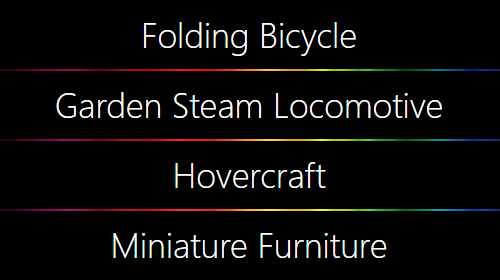 Folding Bicycle
Garden Steam Locomotive
Hovercraft
Miniature Furniture